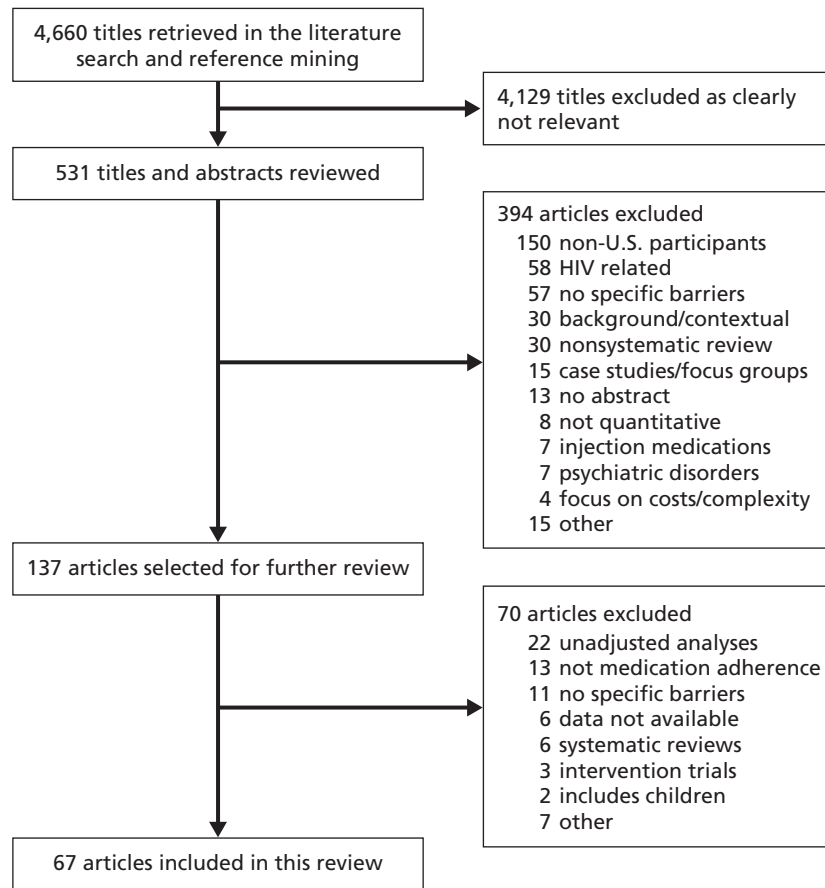 4,660 titles retrieved in the literature
search and reference mining
4,129 titles excluded as clearly
not relevant
531 titles and abstracts reviewed
394 articles excluded
150 non-U.S. participants
58 HIV related
57 no specific barriers
30 background/contextual
30 nonsystematic review
15 case studies/focus groups
13 no abstract
8 not quantitative
7 injection medications
7 psychiatric disorders
4 focus on costs/complexity
15 other
137 articles selected for further review
70 articles excluded
22 unadjusted analyses
13 not medication adherence
11 no specific barriers
6 data not available
6 systematic reviews
3 intervention trials
2 includes children
7 other
67 articles included in this review